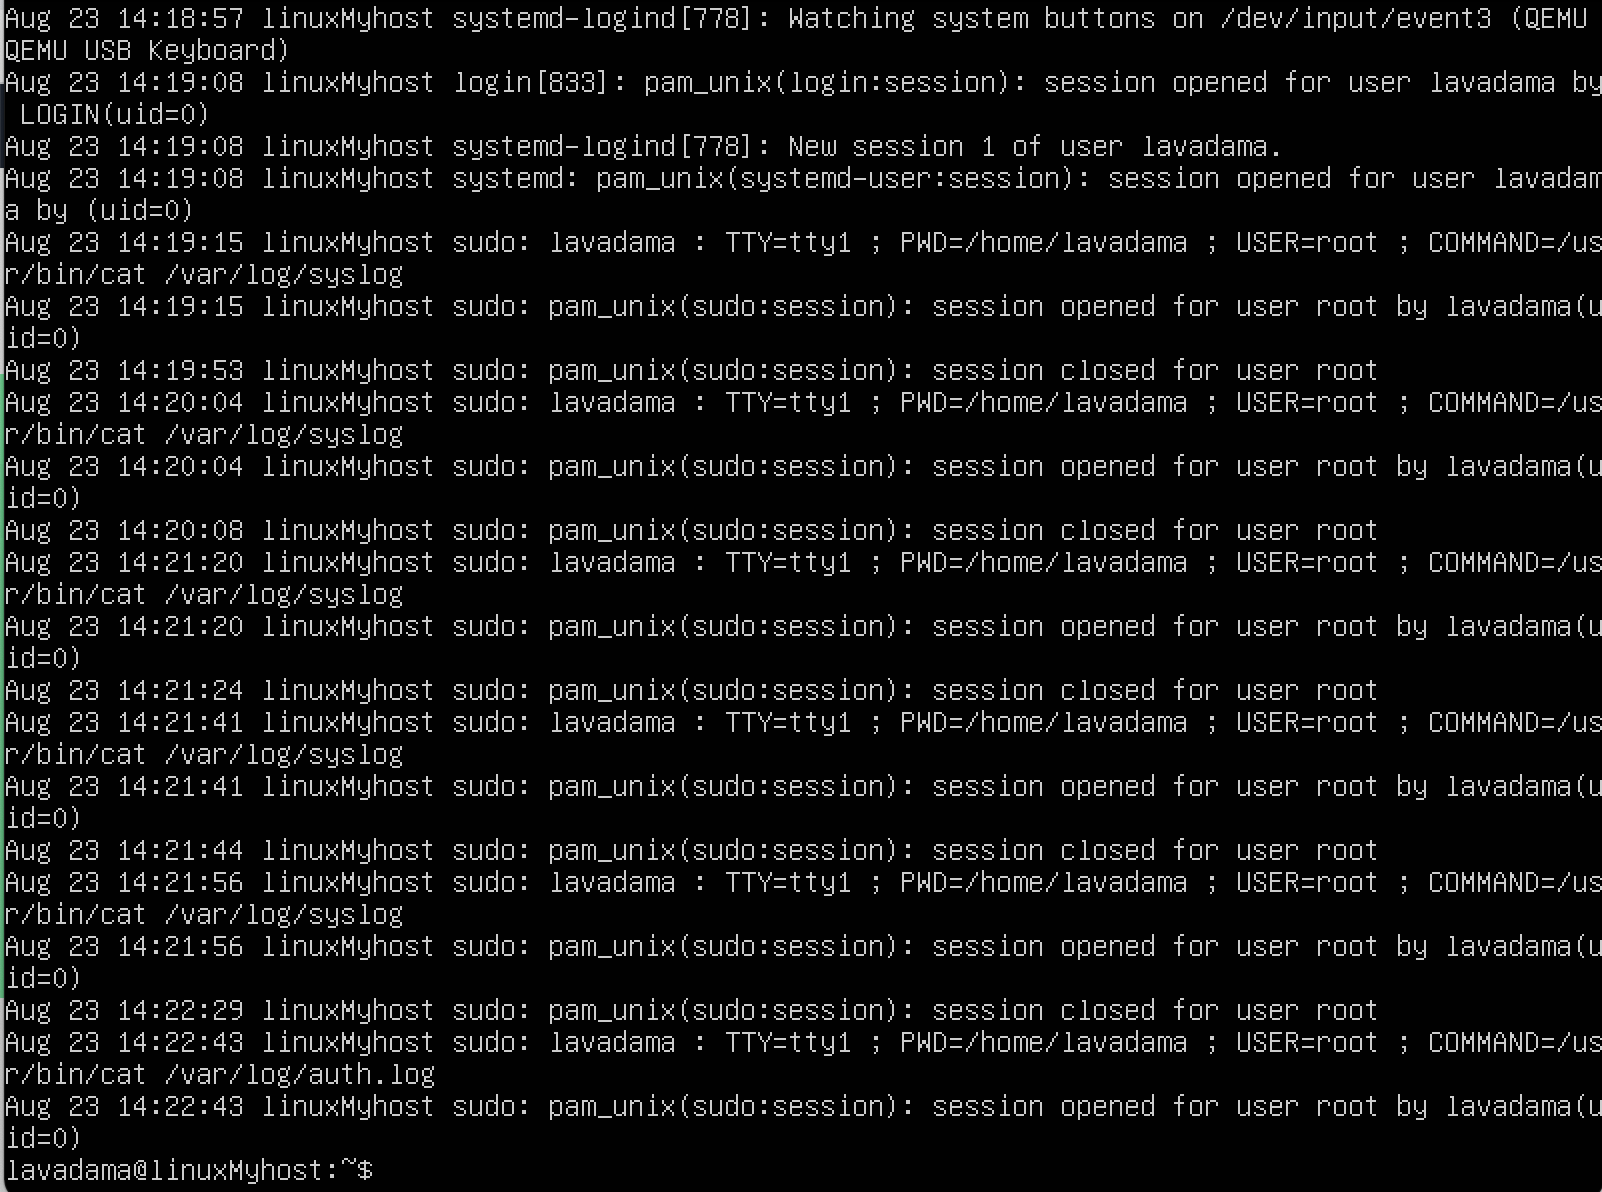 Aug 23 14:18:57 linuxMyhost systemd-logind[778]: Watching system buttons on /dev/input/event3 (QEMU
QEMU USB Keyboard)
Aug 23 14:19:08 linuxMyhost login[833]: pam_unix(login:session): session opened for user lavadama by
 LOGIN(uid=0)
Aug 23 14:19:08 linuxMyhost systemd-logind[778]: New session 1 of user lavadama.
Aug 23 14:19:08 linuxMyhost systemd: pam_unix(systemd-user:session): session opened for user lavadam
a by (uid=0)
Aug 23 14:19:15 linuxMyhost sudo: lavadama : TTY=tty1 ; PWD=/home/lavadama ; USER=root ; COMMAND=/us
r/bin/cat /var/log/syslog
Aug 23 14:19:15 linuxMyhost sudo: pam_unix(sudo:session): session opened for user root by lavadama(u
id=0)
Aug 23 14:19:53 linuxMyhost sudo: pam_unix(sudo:session): session closed for user root
Aug 23 14:20:04 linuxMyhost sudo: lavadama : TTY=tty1 ; PWD=/home/lavadama ; USER=root ; COMMAND=/us
r/bin/cat /var/log/syslog
Aug 23 14:20:04 linuxMyhost sudo: pam_unix(sudo:session): session opened for user root by lavadama(u
id=0)
Aug 23 14:20:08 linuxMyhost sudo: pam_unix(sudo:session): session closed for user root
Aug 23 14:21:20 linuxMyhost sudo: lavadama : TTY=tty1 ; PWD=/home/lavadama ; USER=root ; COMMAND=/us
r/bin/cat /var/log/syslog
Aug 23 14:21:20 linuxMyhost sudo: pam_unix(sudo:session): session opened for user root by lavadama(u
id=0)
Aug 23 14:21:24 linuxMyhost sudo: pam_unix(sudo:session): session closed for user root
Aug 23 14:21:41 linuxMyhost sudo: lavadama : TTY=tty1 ; PWD=/home/lavadama ; USER=root ; COMMAND=/us
r/bin/cat /var/log/syslog
Aug 23 14:21:41 linuxMyhost sudo: pam_unix(sudo:session): session opened for user root by lavadama(u
id=0)
Aug 23 14:21:44 linuxMyhost sudo: pam_unix(sudo:session): session closed for user root
Aug 23 14:21:56 linuxMyhost sudo: lavadama : TTY=tty1 ; PWD=/home/lavadama ; USER=root ; COMMAND=/us
r/bin/cat /var/log/syslog
Aug 23 14:21:56 linuxMyhost sudo: pam_unix(sudo:session): session opened for user root by lavadama(u
id=0)
Aug 23 14:22:29 linuxMyhost sudo: pam_unix(sudo:session): session closed for user root
Aug 23 14:22:43 linuxMyhost sudo: lavadama : TTY=tty1 ; PWD=/home/lavadama ; USER=root ; COMMAND=/us
r/bin/cat /var/log/auth.log
Aug 23 14:22:43 linuxMyhost sudo: pam_unix(sudo:session): session opened for user root by lavadama(u
id=0)
lavadama@linuxMyhost:~$